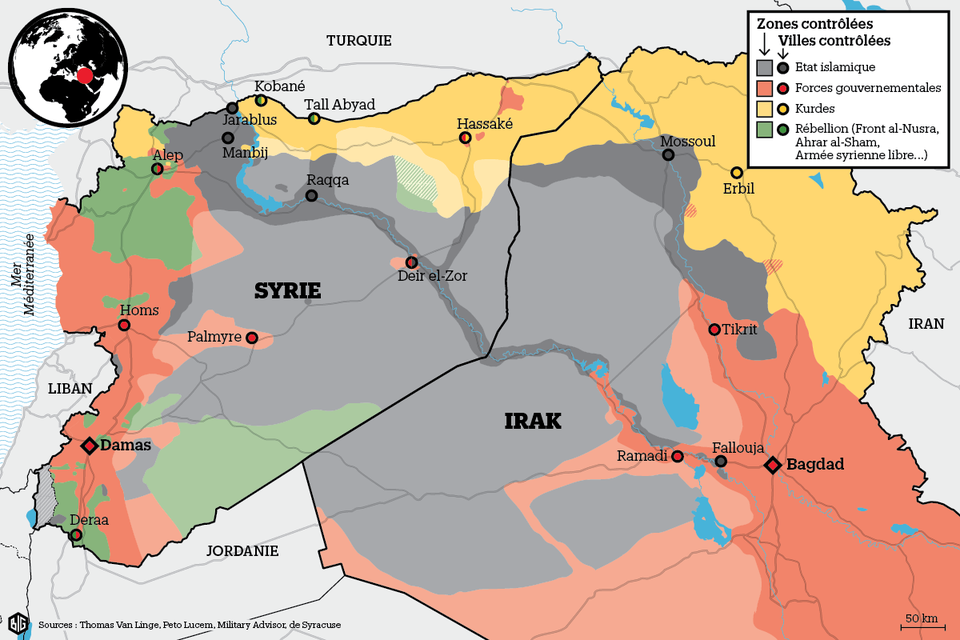 Zones contrôlées
Villes contrôlées
Etat islamique
Forces gouvernementales
Kurdes
Rébellion (Front al-Nusra,
Ahrar al-Sham,
Armée syrienne libre...)
TURQUIE
Kobané
Tall Abyad
Jarablus
Hassaké
Manbij
Alep
Mossoul
Raqqa
Erbil
Mer
Méditerranée
Deir el-Zor
SYRIE
Homs
Palmyre
Tikrit
IRAN
LIBAN
IRAK
Damas
Ramadi
Fallouja
Bagdad
Deraa
JORDANIE
BiG
Sources : Thomas Van Linge, Peto Lucem, Military Advisor, de Syracuse
50 km